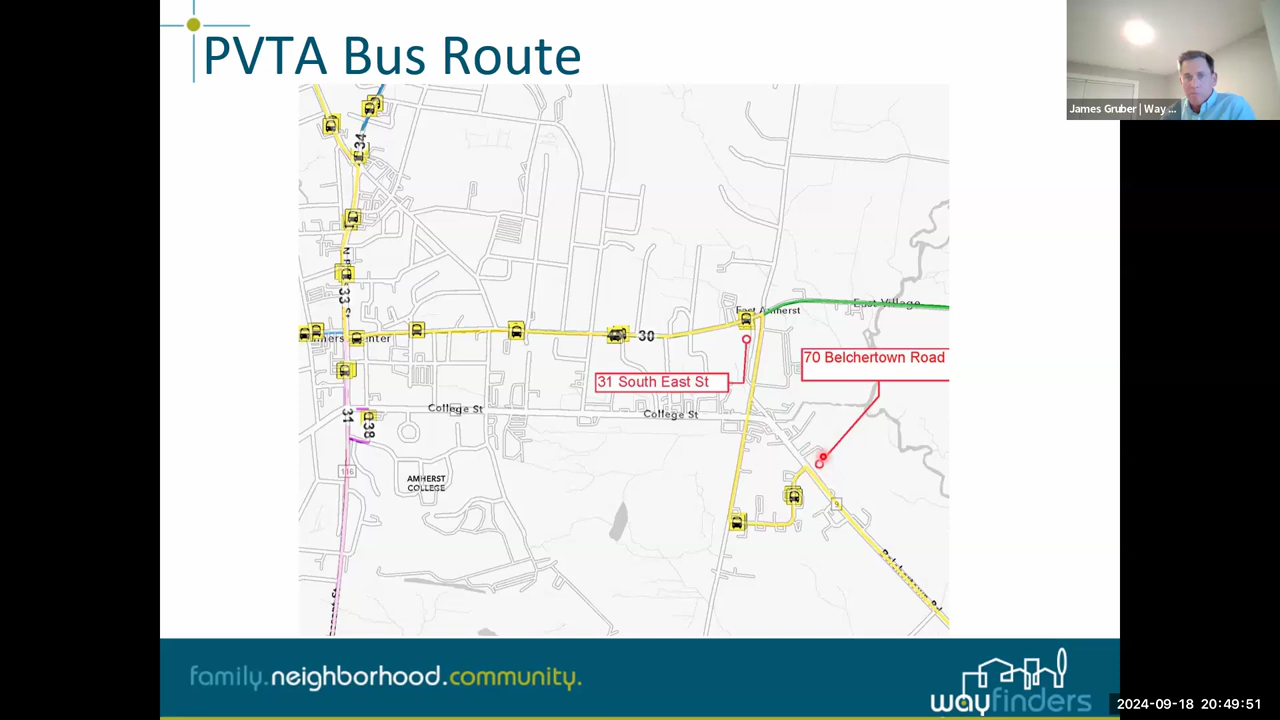 PVTA Bus Route
James Gruber | Way ...
34
33
East Village
East Amherst
30
70 Belchertown Road
31 South East St
College St
College St
31
38
116
AMHERST
COLLEGE
9
family.neighborhood.community.
wayfinders
2024-09-18 20:49:51